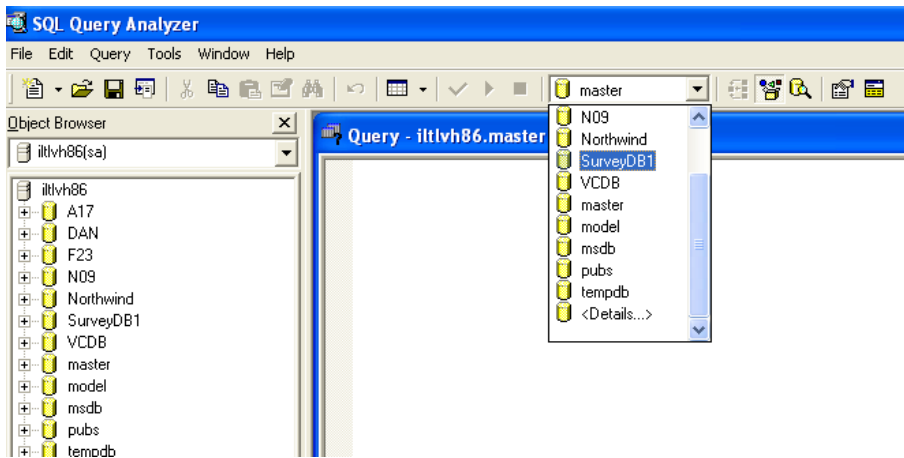 SQL Query Analyzer
File Edit Query Tools Window Help
master
Object Browser
iltlvh86(sa)
iltlvh86
A17
DAN
F23
N09
Northwind
SurveyDB1
VCDB
master
model
msdb
pubs
tempdb
Query - iltlvh86.master
N09
Northwind
SurveyDB1
VCDB
master
model
msdb
pubs
tempdb
<Details...>